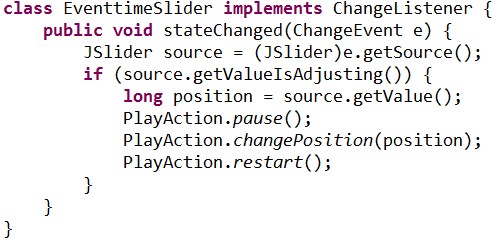 class EventtimeSlider implements ChangeListener {
    public void stateChanged(ChangeEvent e) {
        JSlider source = (JSlider)e.getSource();
        if (source.getValueIsAdjusting()) {
            long position = source.getValue();
            PlayAction.pause();
            PlayAction.changePosition(position);
            PlayAction.restart();
        }
    }
}